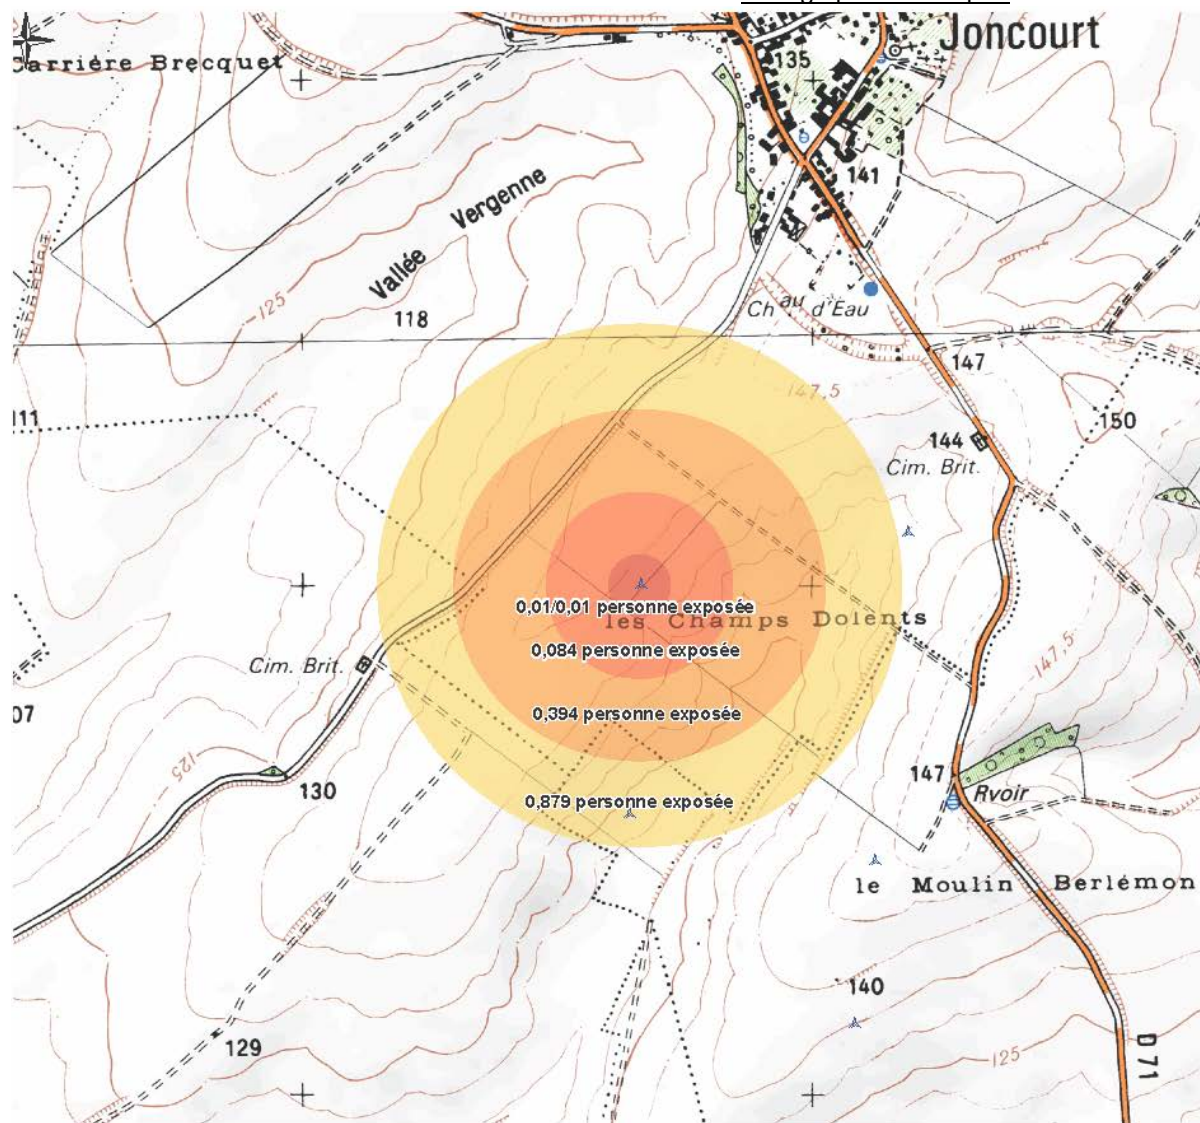 Joncourt
Carrière Brecquet
135
141
Vallée Vergenne
125
118
Ch au d'Eau
147
111
147,5
150
144
Cim. Brit.
0,01/0,01 personne exposée
les Champs Dolents
0,084 personne exposée
Cim. Brit.
147,5
07
0,394 personne exposée
125
130
147
Rvoir
0,879 personne exposée
le Moulin Berlémon
140
129
125
D 71